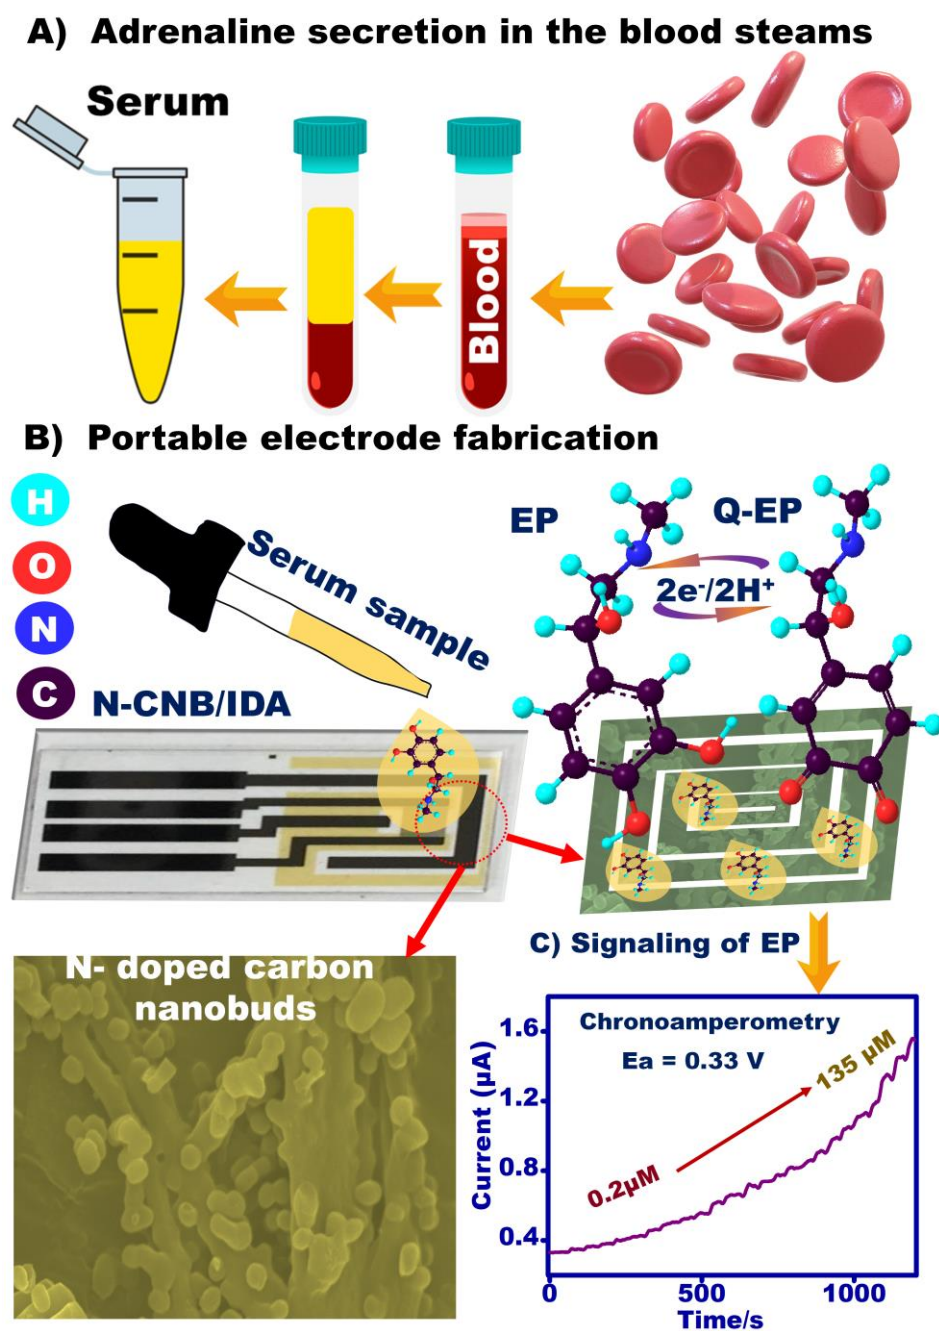 A) Adrenaline secretion in the blood steams
Serum
Blood
B) Portable electrode fabrication
H
O
N
C
Serum sample
EP
Q-EP
2e⁻/2H⁺
N-CNB/IDA
N- doped carbon
nanobuds
C) Signaling of EP
Chronoamperometry
Ea = 0.33 V
135 µM
0.2µM
Current (µA)
1.6
1.2
0.8
0.4
0
500
1000
Time/s